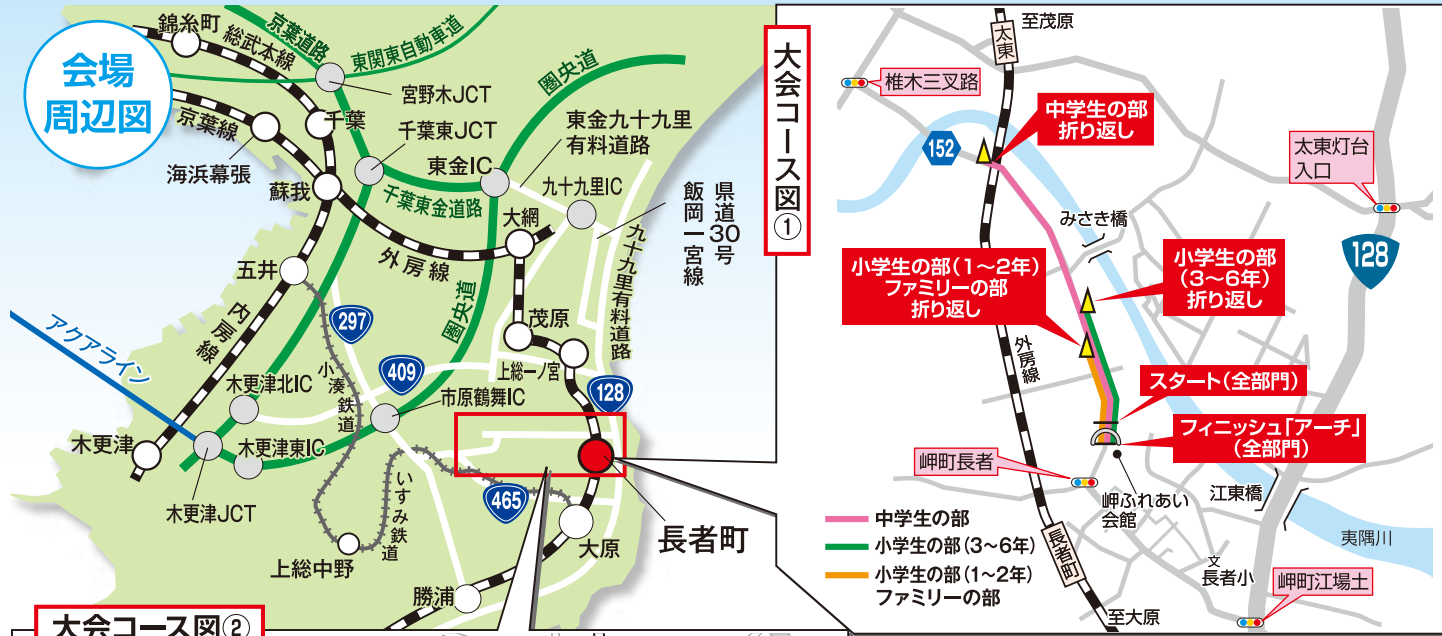 会場
周辺図
錦糸町
総武本線
京葉道路
東関東自動車道
宮野木JCT
圏央道
京葉線
千葉
千葉東JCT
東金九十九里
有料道路
海浜幕張
東金IC
九十九里IC
蘇我
千葉東金道路
県道30号
飯岡一宮線
大網
外房線
九十九里有料道路
五井
内房線
圏央道
297
茂原
アクアライン
409
上総一ノ宮
小湊鉄道
128
木更津北IC
市原鶴舞IC
木更津
木更津東IC
465
木更津JCT
いすみ鉄道
長者町
大原
上総中野
勝浦
大会コース図②
大会コース図①
至茂原
太東
椎木三叉路
中学生の部
折り返し
152
太東灯台
入口
みさき橋
128
小学生の部(1~2年)
ファミリーの部
折り返し
小学生の部
(3~6年)
折り返し
外房線
スタート(全部門)
フィニッシュ「アーチ」
(全部門)
岬町長者
岬ふれあい
会館
江東橋
夷隅川
中学生の部
小学生の部(3~6年)
小学生の部(1~2年)
ファミリーの部
長者町
文
長者小
岬町江場土
至大原